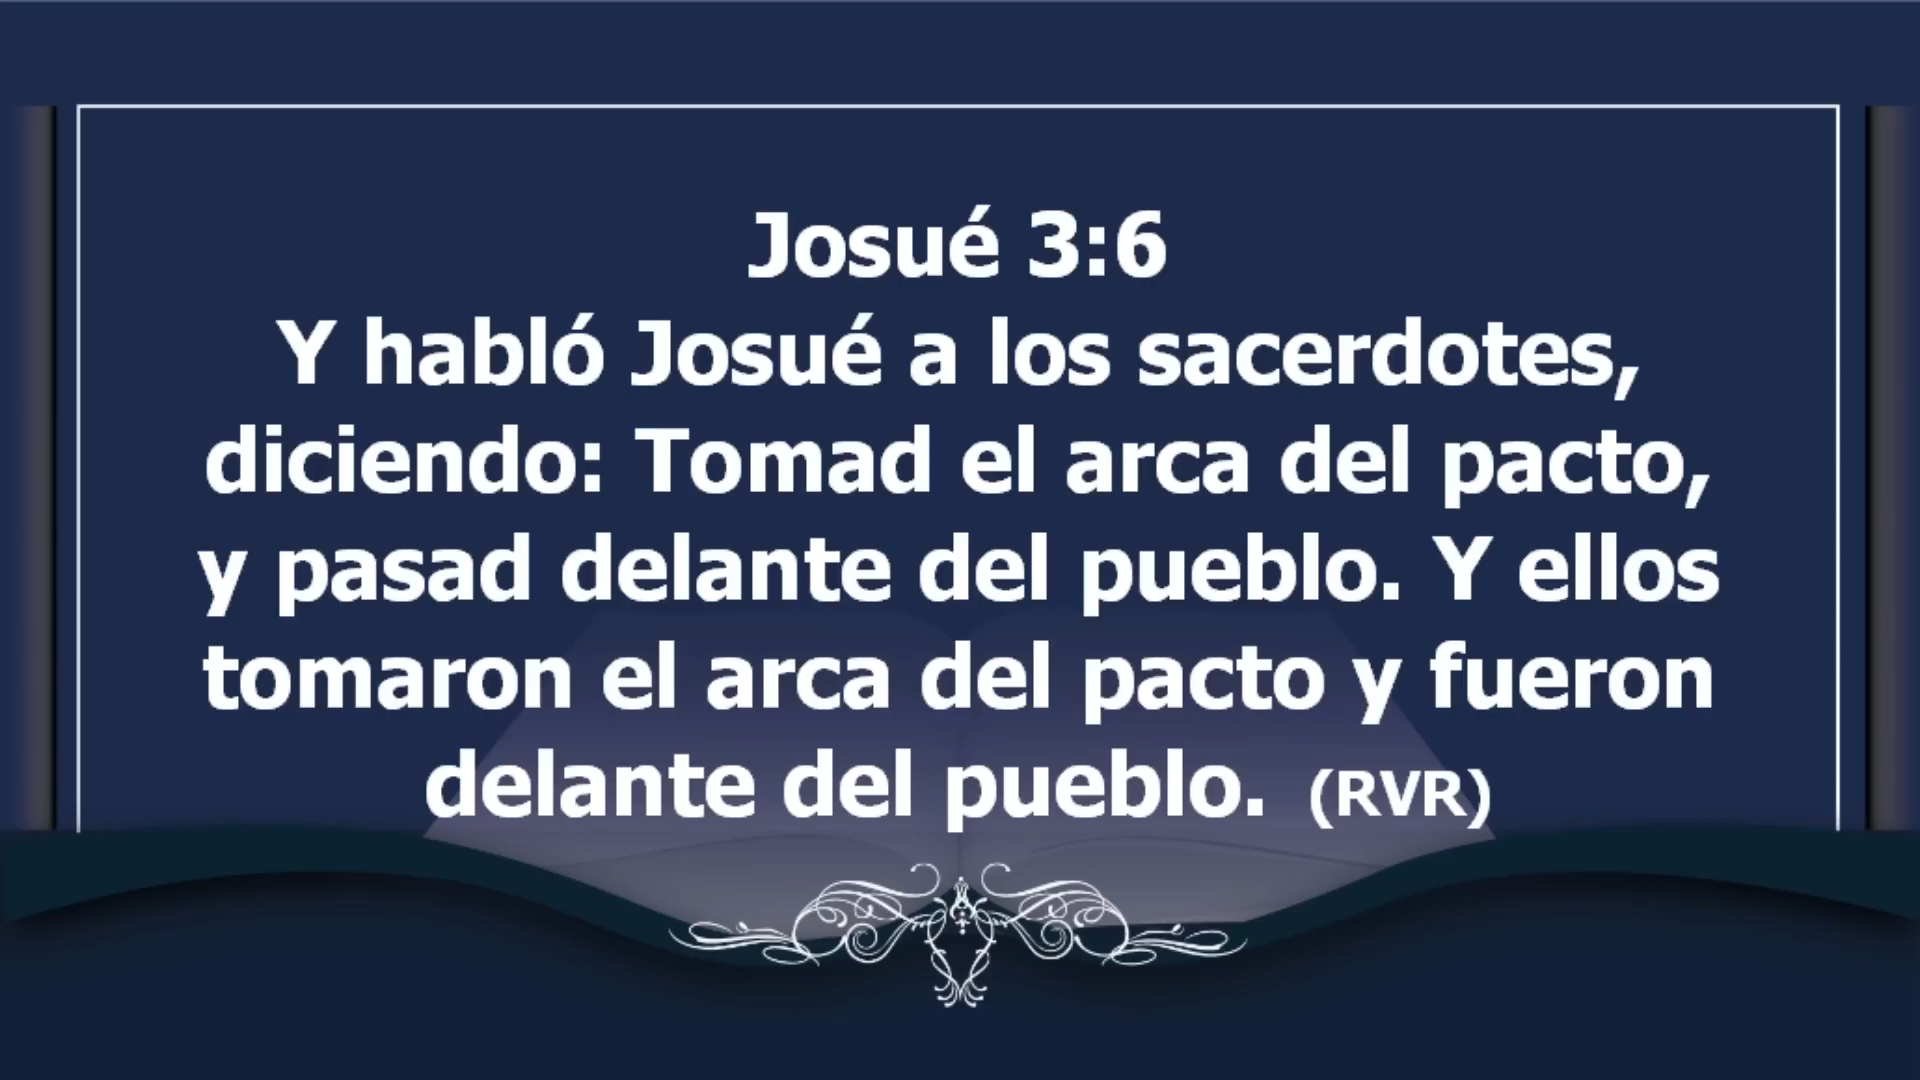 Josué 3:6
Y habló Josué a los sacerdotes,
diciendo: Tomad el arca del pacto,
y pasad delante del pueblo. Y ellos
tomaron el arca del pacto y fueron
delante del pueblo. (RVR)